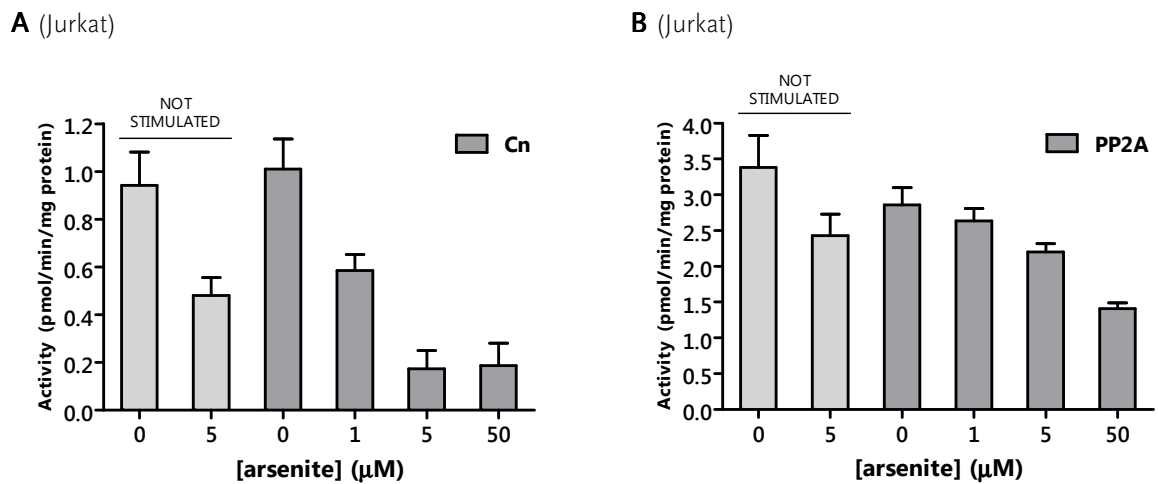 A (Jurkat)
NOT
STIMULATED
Activity (pmol/min/mg protein)
1.2
1.0
0.8
0.6
0.4
0.2
0.0
Cn
0 5 0 1 5 50
[arsenite] (μM)
B (Jurkat)
NOT
STIMULATED
Activity (pmol/min/mg protein)
4.0
3.5
3.0
2.5
2.0
1.5
1.0
0.5
0.0
PP2A
0 5 0 1 5 50
[arsenite] (μM)